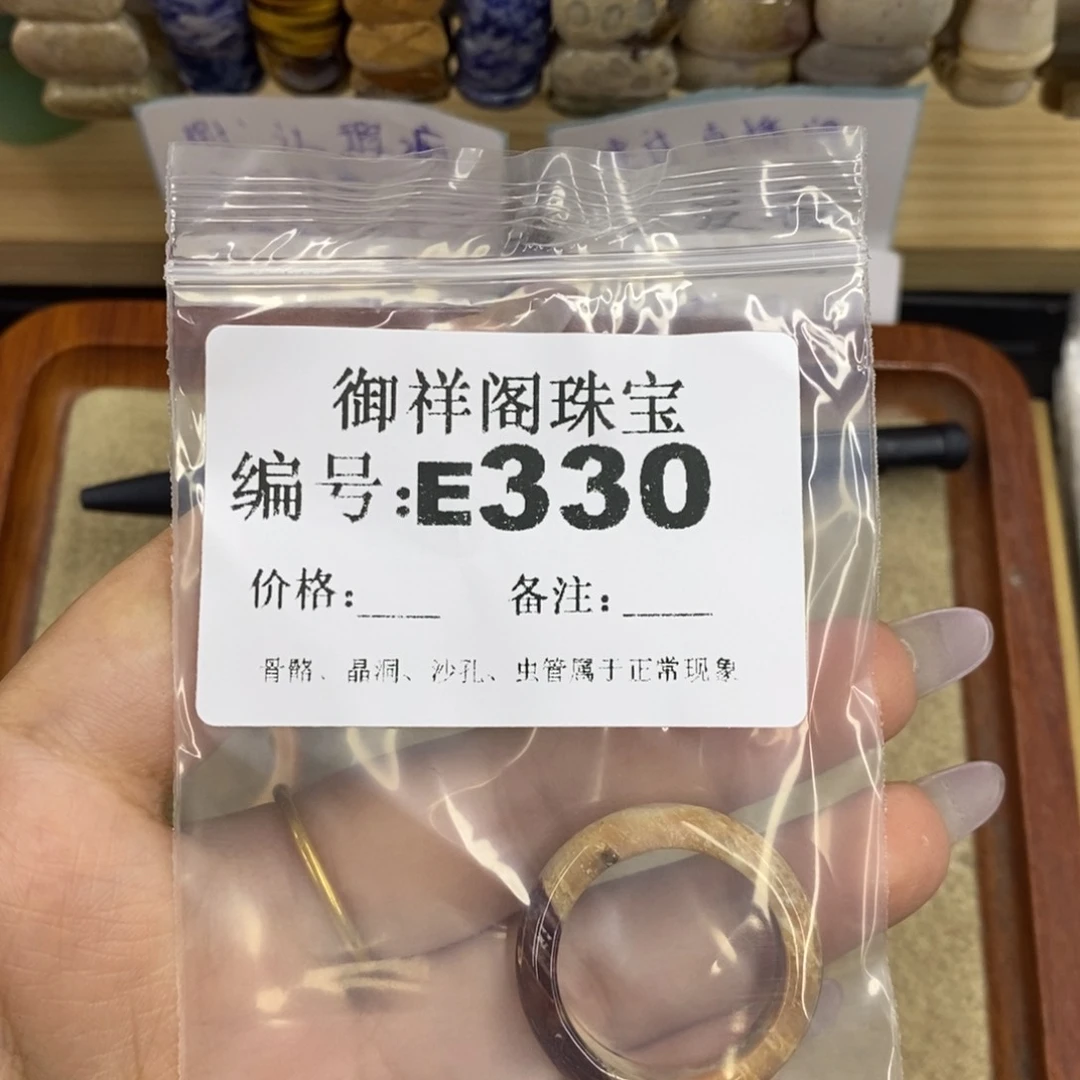 御祥阁珠宝
编号:E330
价格:____ 备注:____
骨骼、晶洞、沙孔、虫管属于正常现象